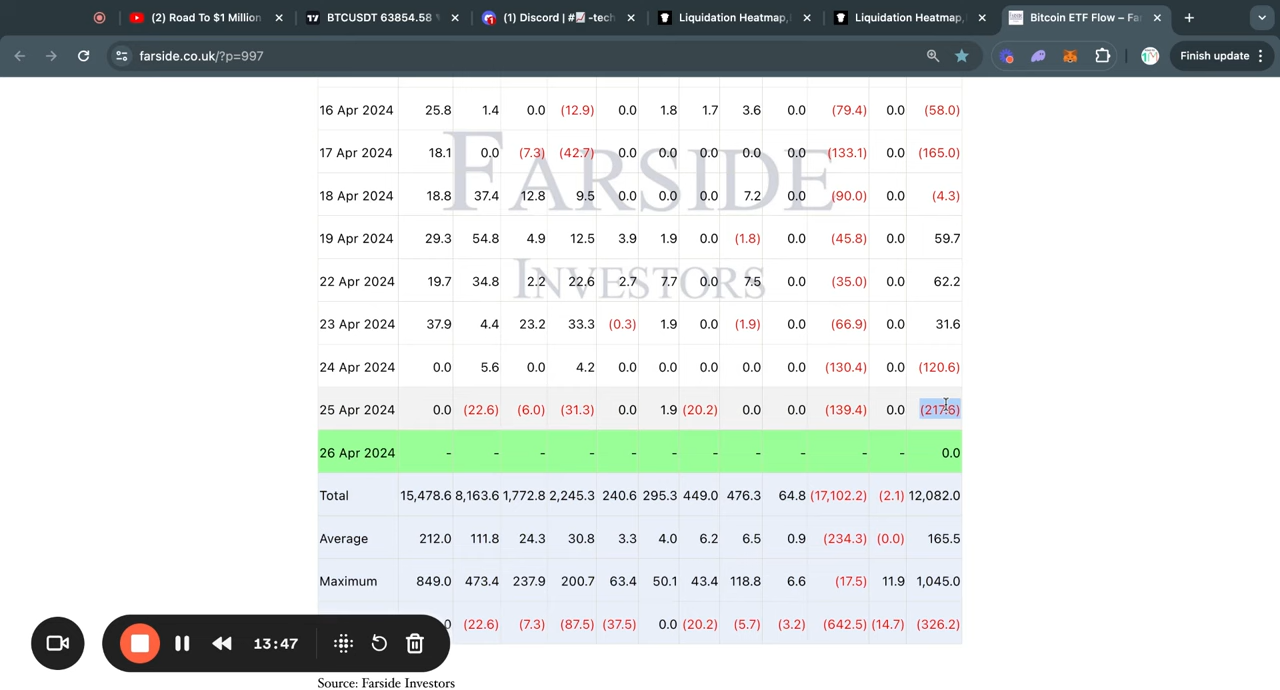 (2) Road To $1 Million
BTCUSDT 63854.58
(1) Discord | #📈 -tech
Liquidation Heatmap,
Liquidation Heatmap,
Bitcoin ETF Flow – Far
farside.co.uk/?p=997
Finish update
16 Apr 2024 25.8 1.4 0.0 (12.9) 0.0 1.8 1.7 3.6 0.0 (79.4) 0.0 (58.0)
17 Apr 2024 18.1 0.0 (7.3) (42.7) 0.0 0.0 0.0 0.0 0.0 (133.1) 0.0 (165.0)
FARSIDE
18 Apr 2024 18.8 37.4 12.8 9.5 0.0 0.0 0.0 7.2 0.0 (90.0) 0.0 (4.3)
19 Apr 2024 29.3 54.8 4.9 12.5 3.9 1.9 0.0 (1.8) 0.0 (45.8) 0.0 59.7
INVESTORS
22 Apr 2024 19.7 34.8 2.2 22.6 2.7 7.7 0.0 7.5 0.0 (35.0) 0.0 62.2
23 Apr 2024 37.9 4.4 23.2 33.3 (0.3) 1.9 0.0 (1.9) 0.0 (66.9) 0.0 31.6
24 Apr 2024 0.0 5.6 0.0 4.2 0.0 0.0 0.0 0.0 0.0 (130.4) 0.0 (120.6)
25 Apr 2024 0.0 (22.6) (6.0) (31.3) 0.0 1.9 (20.2) 0.0 0.0 (139.4) 0.0 (217.6)
26 Apr 2024 - - - - - - - - - - - 0.0
Total 15,478.6 8,163.6 1,772.8 2,245.3 240.6 295.3 449.0 476.3 64.8 (17,102.2) (2.1) 12,082.0
Average 212.0 111.8 24.3 30.8 3.3 4.0 6.2 6.5 0.9 (234.3) (0.0) 165.5
Maximum 849.0 473.4 237.9 200.7 63.4 50.1 43.4 118.8 6.6 (17.5) 11.9 1,045.0
0 (22.6) (7.3) (87.5) (37.5) 0.0 (20.2) (5.7) (3.2) (642.5) (14.7) (326.2)
13:47
Source: Farside Investors